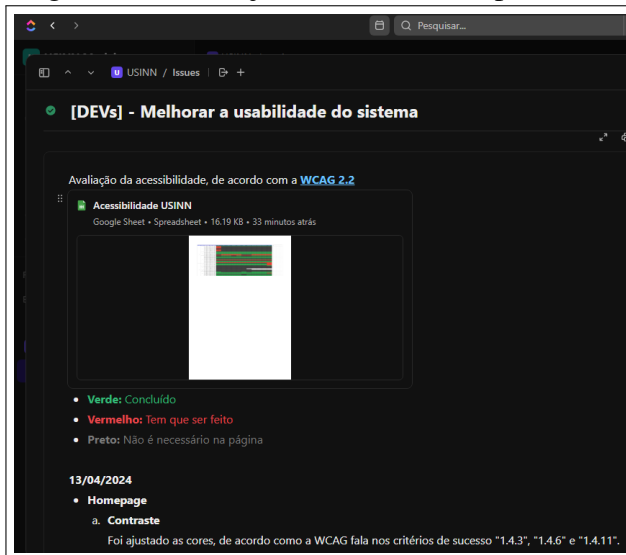 Pesquisar...
U USINN / Issues
[DEVs] - Melhorar a usabilidade do sistema
Avaliação da acessibilidade, de acordo com a WCAG 2.2
Acessibilidade USINN
Google Sheet • Spreadsheet • 16.19 KB • 33 minutos atrás
• Verde: Concluído
• Vermelho: Tem que ser feito
• Preto: Não é necessário na página
13/04/2024
• Homepage
a. Contraste
Foi ajustado as cores, de acordo como a WCAG fala nos critérios de sucesso "1.4.3", "1.4.6" e "1.4.11".